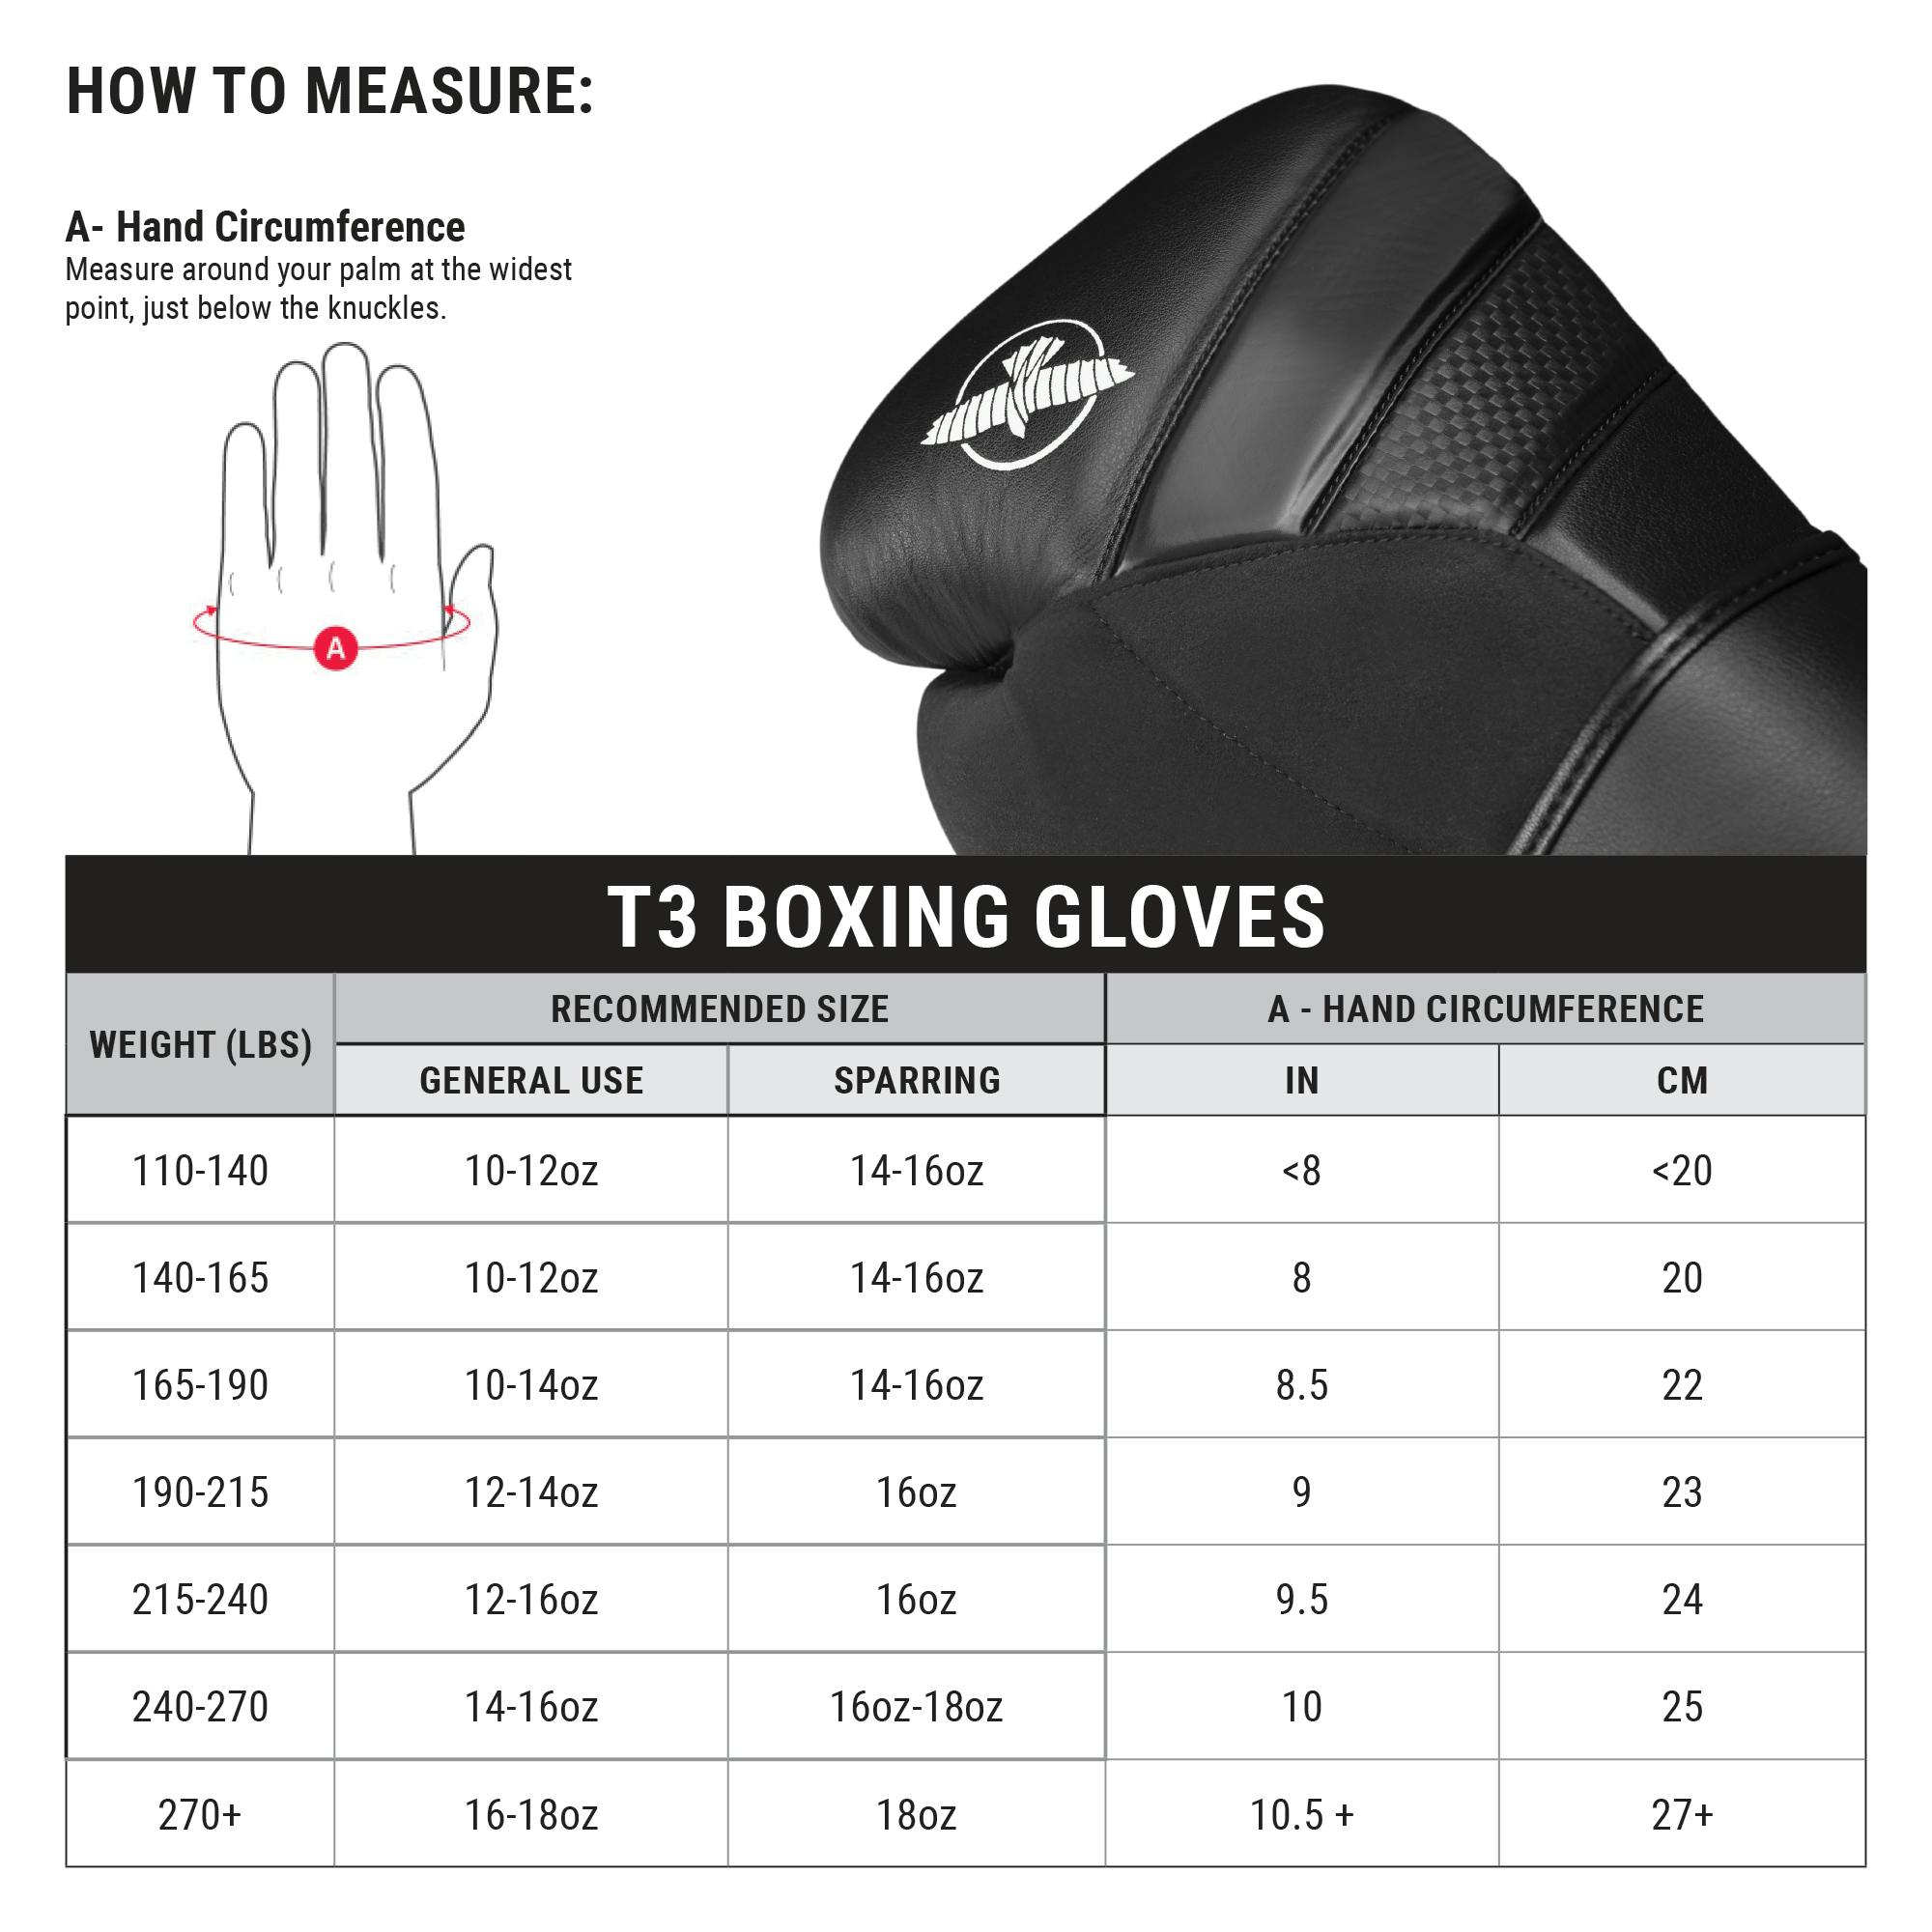 HOW TO MEASURE:
A- Hand Circumference
Measure around your palm at the widest
point, just below the knuckles.
A
T3 BOXING GLOVES
WEIGHT (LBS) RECOMMENDED SIZE A - HAND CIRCUMFERENCE
GENERAL USE SPARRING IN CM
110-140 10-12oz 14-16oz <8 <20
140-165 10-12oz 14-16oz 8 20
165-190 10-14oz 14-16oz 8.5 22
190-215 12-14oz 16oz 9 23
215-240 12-16oz 16oz 9.5 24
240-270 14-16oz 16oz-18oz 10 25
270+ 16-18oz 18oz 10.5 + 27+